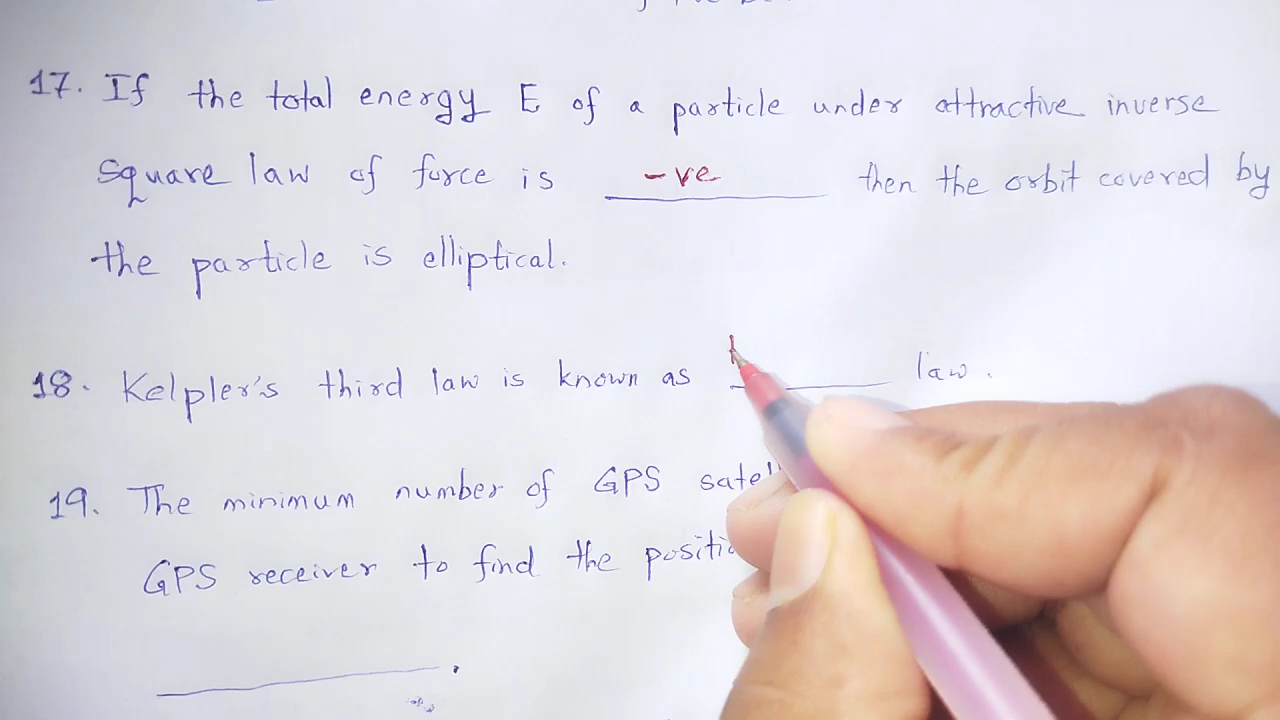 17. If the total energy E of a particle under attractive inverse
square law of force is -ve then the orbit covered by
the particle is elliptical.
18. Kelpler's third law is known as law.
19. The minimum number of GPS
GPS receiver to find the